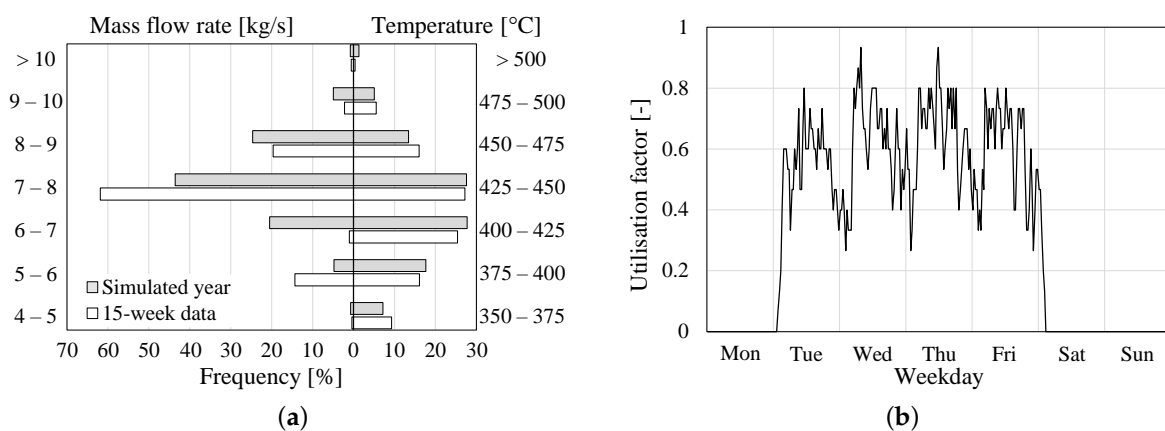 Mass flow rate [kg/s] Temperature [°C]
> 10 > 500
9 – 10 475 – 500
8 – 9 450 – 475
7 – 8 425 – 450
6 – 7 400 – 425
5 – 6 375 – 400
4 – 5 350 – 375
Simulated year
15-week data
70 60 50 40 30 20 10 0 10 20 30
Frequency [%]
(a)
Utilisation factor [-]
1
0.8
0.6
0.4
0.2
0
Mon Tue Wed Thu Fri Sat Sun
Weekday
(b)